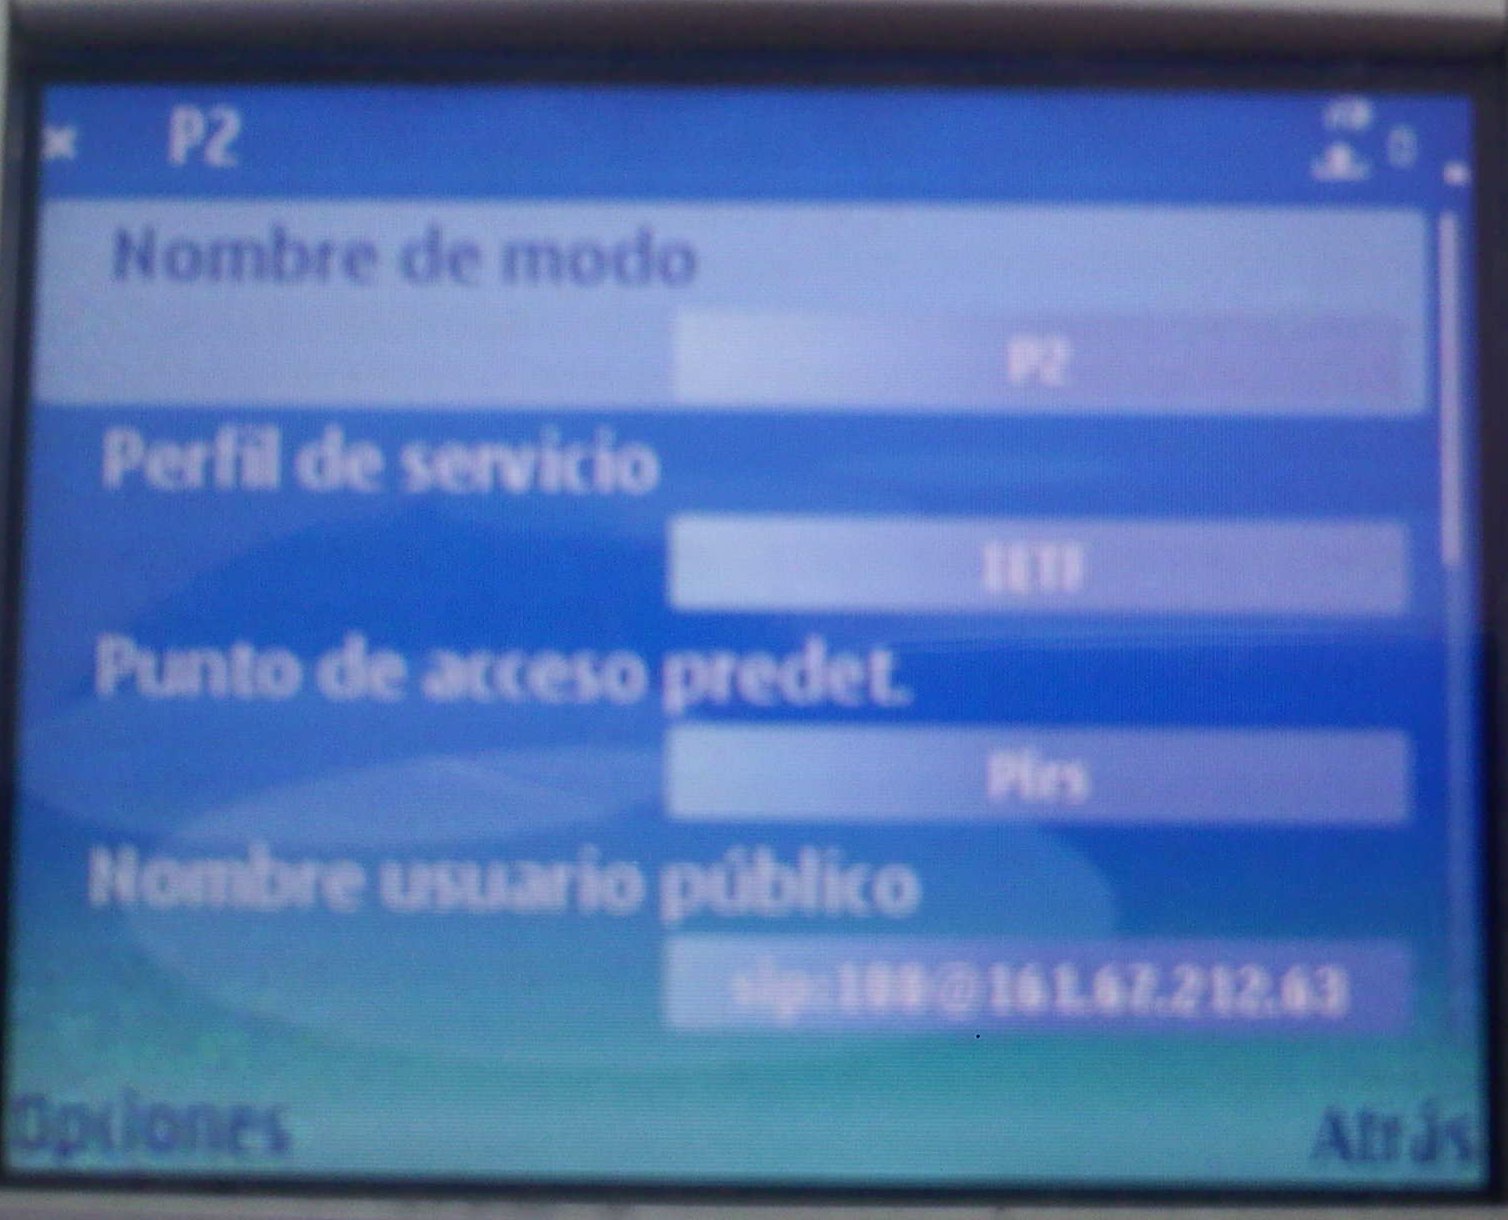 P2
Nombre de modo
P2
Perfil de servicio
IETF
Punto de acceso predet.
Pirs
Nombre usuario público
sip:100@161.67.212.63
Opciones
Atrás